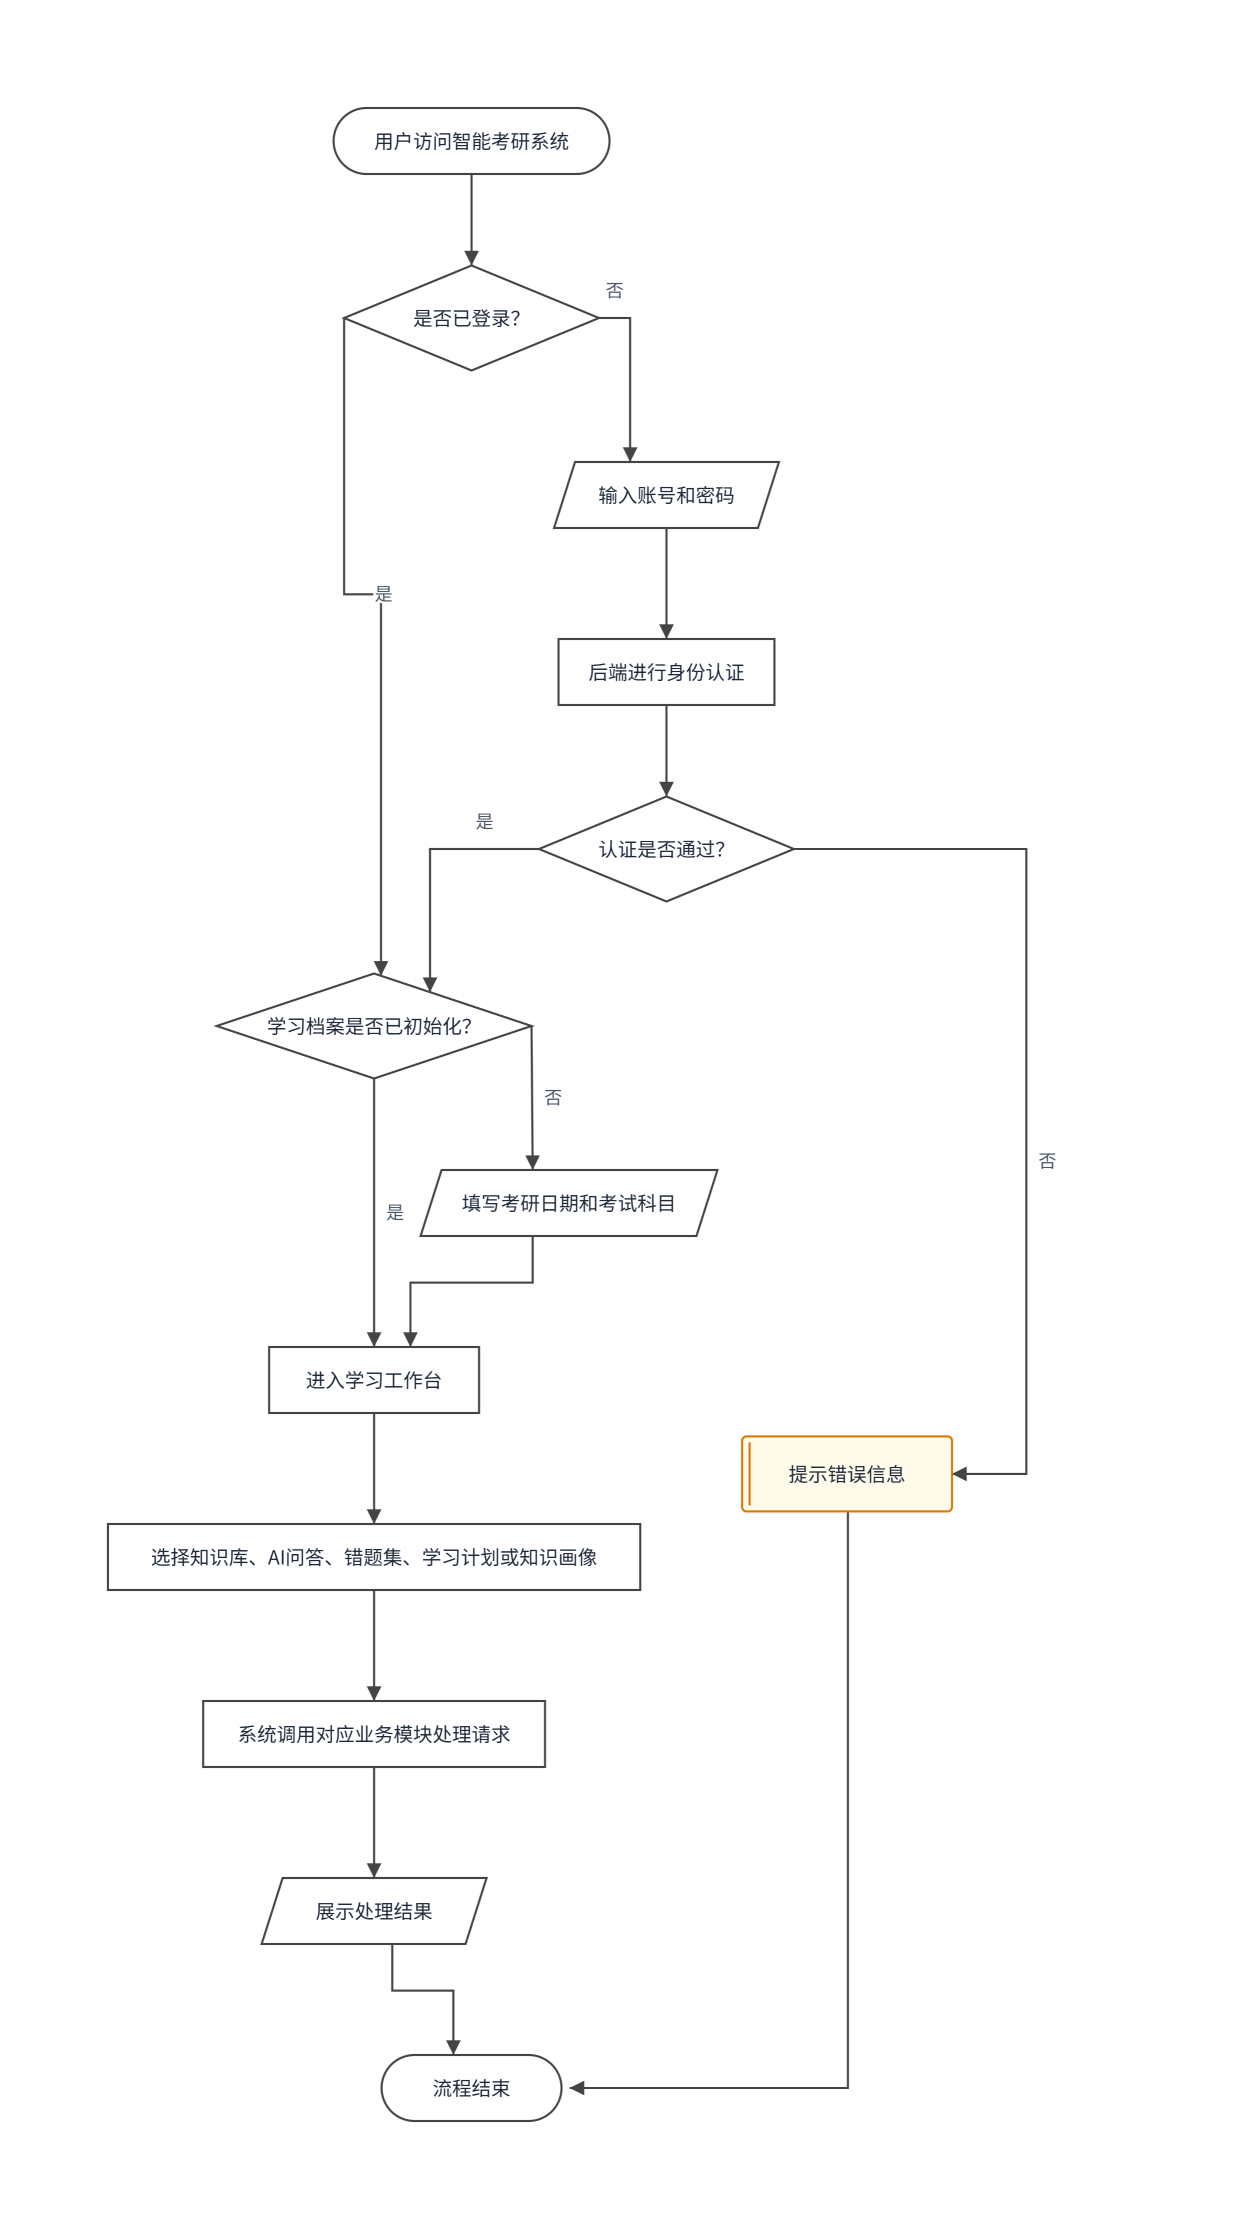 用户访问智能考研系统
是否已登录？
否
输入账号和密码
是
后端进行身份认证
是
认证是否通过？
学习档案是否已初始化？
否
否
填写考研日期和考试科目
是
进入学习工作台
提示错误信息
选择知识库、AI问答、错题集、学习计划或知识画像
系统调用对应业务模块处理请求
展示处理结果
流程结束